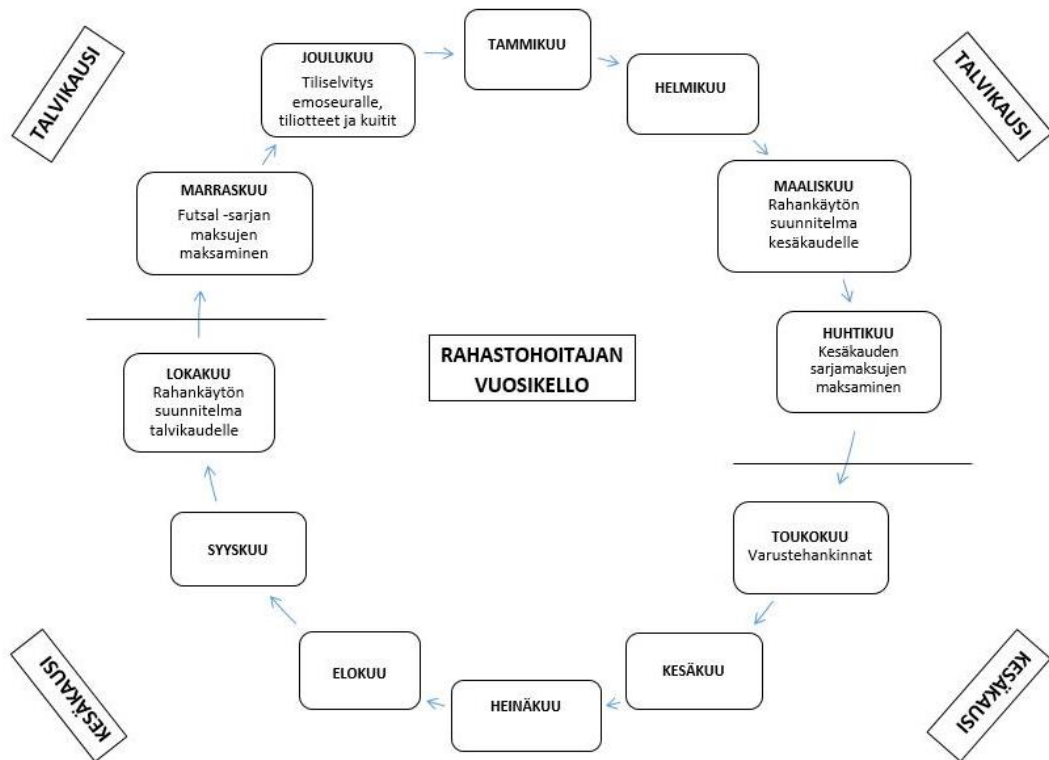 TALVIKAUSI
TALVIKAUSI
TAMMIKUU
HELMIKUU
MAALISKUU
Rahankäytön
suunnitelma
kesäkaudelle
HUHTIKUU
Kesäkauden
sarjamaksujen
maksaminen
TOUKOKUU
Varustehankinnat
KESÄKUU
HEINÄKUU
ELOKUU
SYYSKUU
LOKAKUU
Rahankäytön
suunnitelma
talvikaudelle
MARRASKUU
Futsal -sarjan
maksujen
maksaminen
JOULUKUU
Tiliselvitys
emoseuralle,
tiliotteet ja kuitit
RAHASTOHOITAJAN
VUOSIKELLO
KESÄKAUSI
KESÄKAUSI